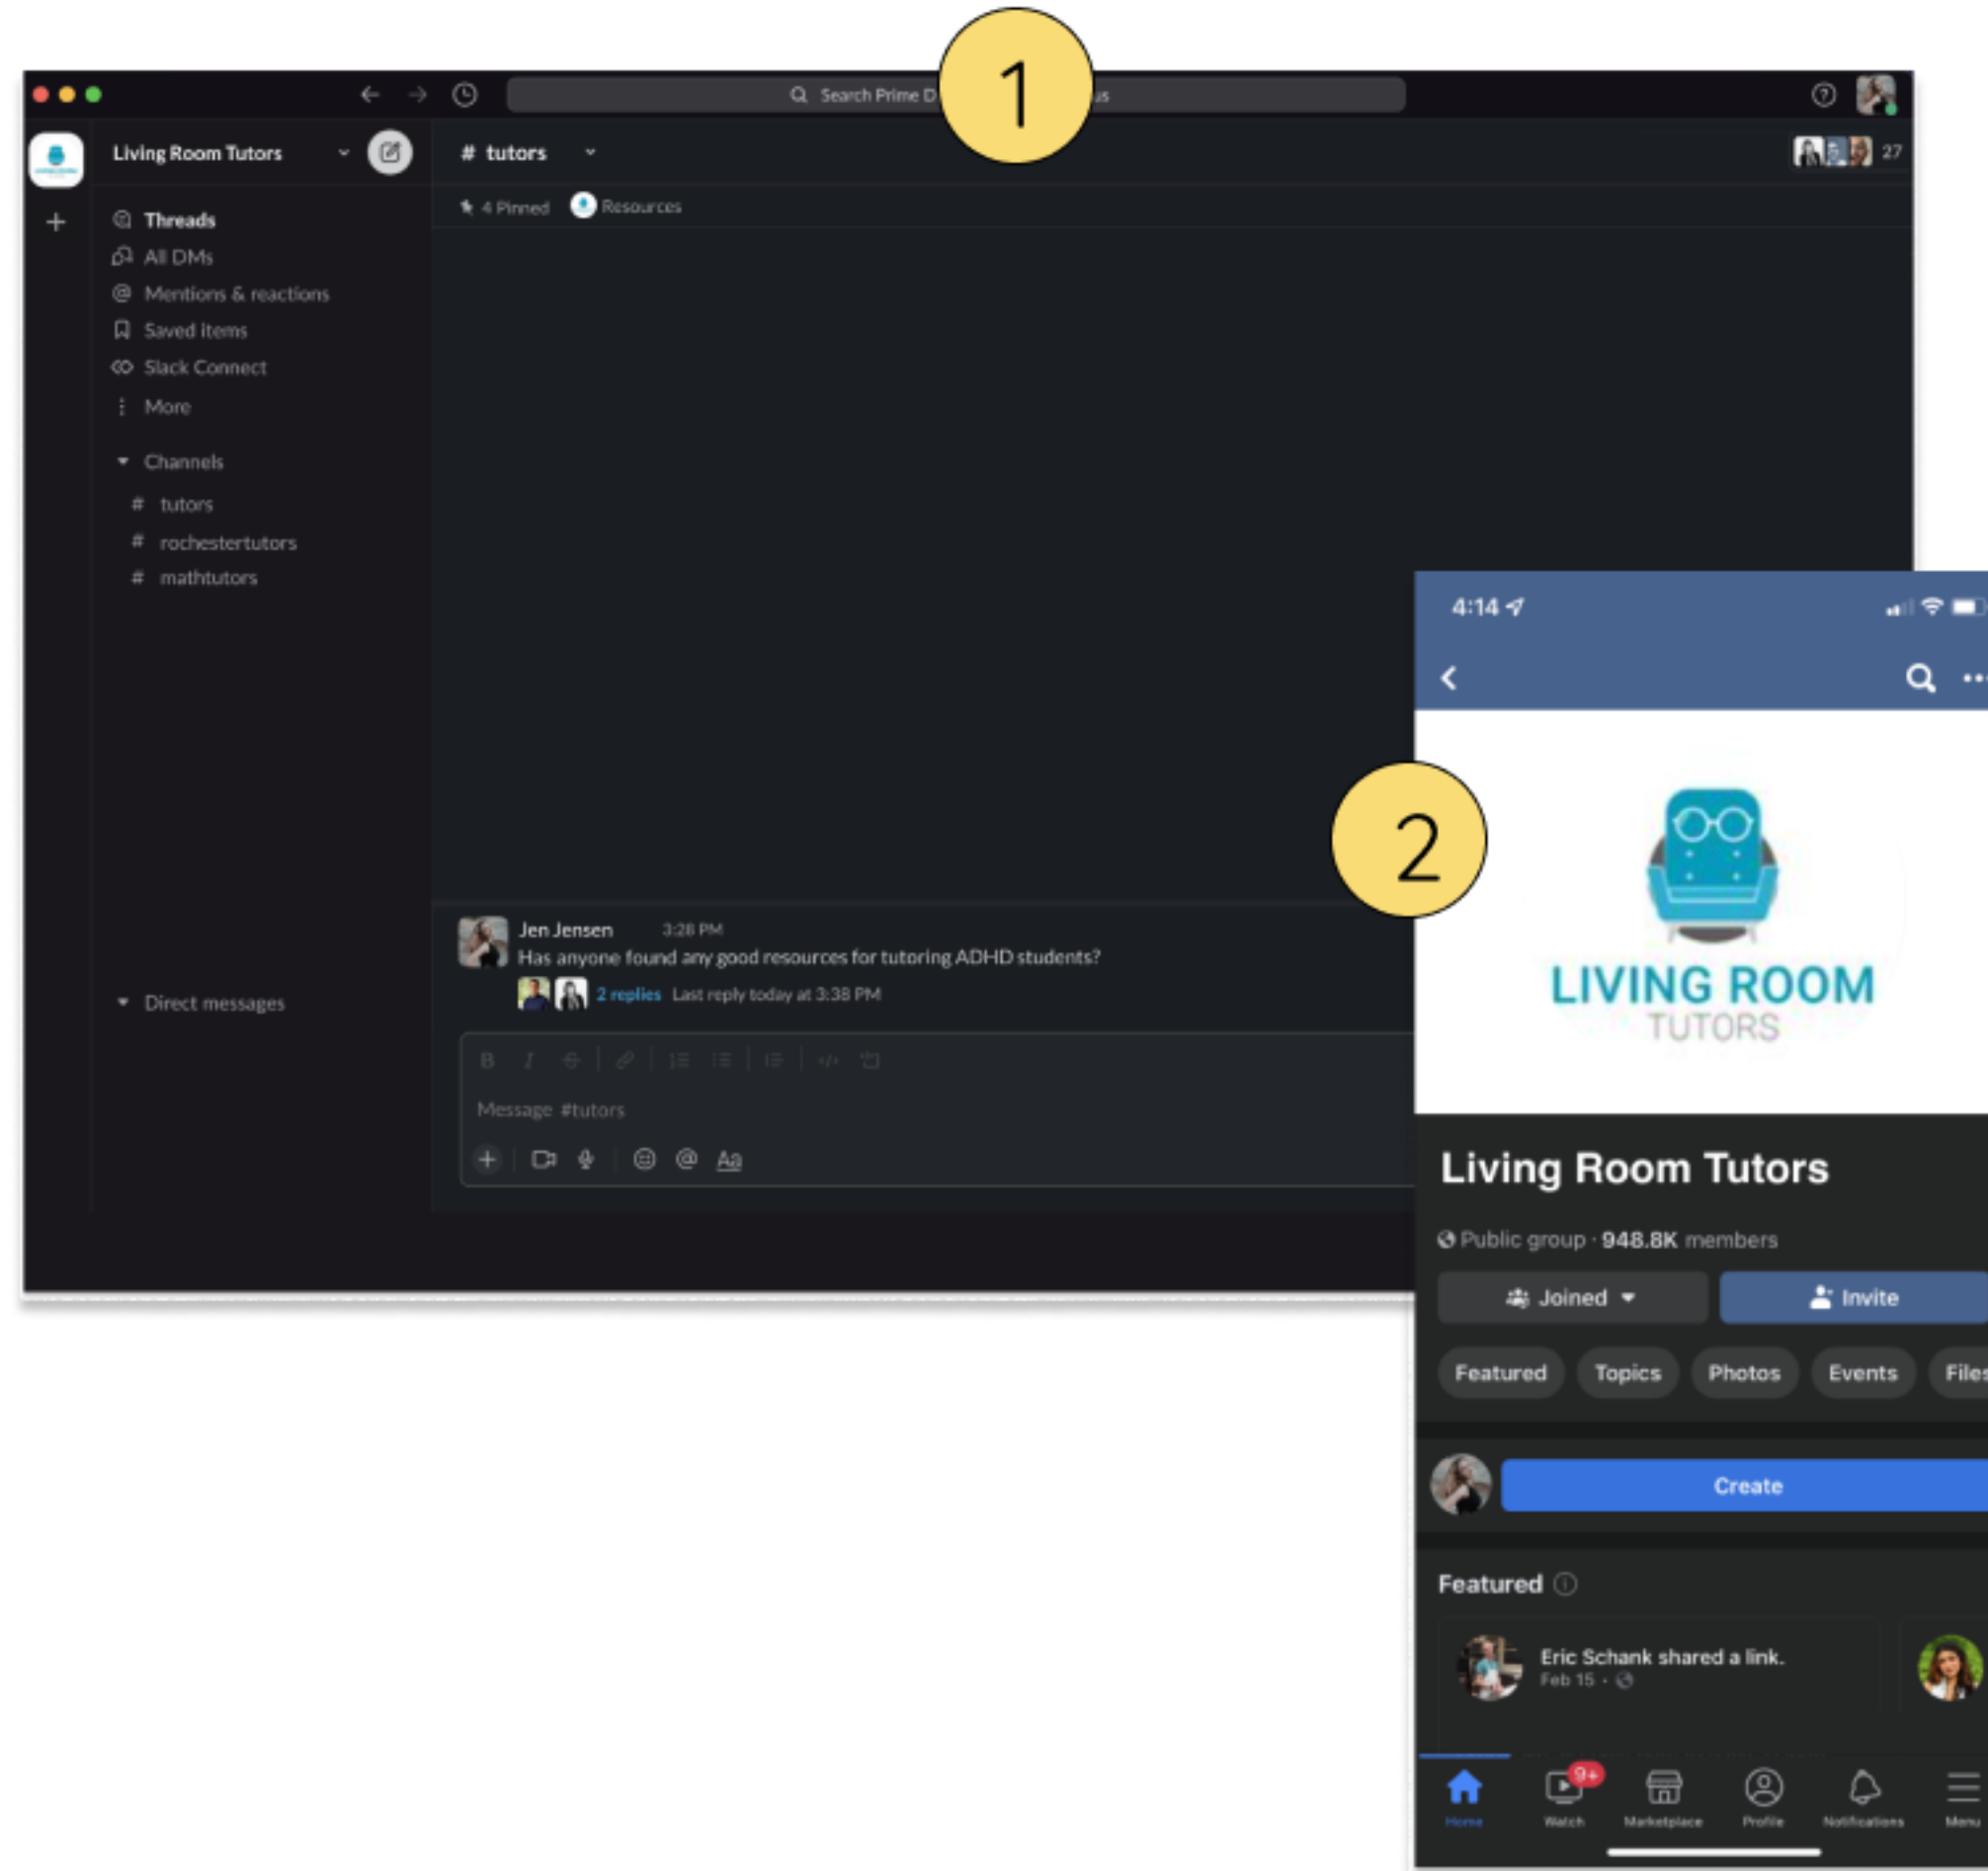 1
Search Prime D us
Living Room Tutors
# tutors
27
4 Pinned Resources
Threads
All DMs
Mentions & reactions
Saved items
Slack Connect
More
Channels
# tutors
# rochestertutors
# mathtutors
Direct messages
Jen Jensen 3:28 PM
Has anyone found any good resources for tutoring ADHD students?
2 replies Last reply today at 3:38 PM
B I S
Message #tutors
@ Aa
2
4:14
LIVING ROOM
TUTORS
Living Room Tutors
Public group · 948.8K members
Joined Invite
Featured Topics Photos Events Files
Create
Featured
Eric Schank shared a link.
Feb 15 ·
9+
Home Watch Marketplace Profile Notifications Menu